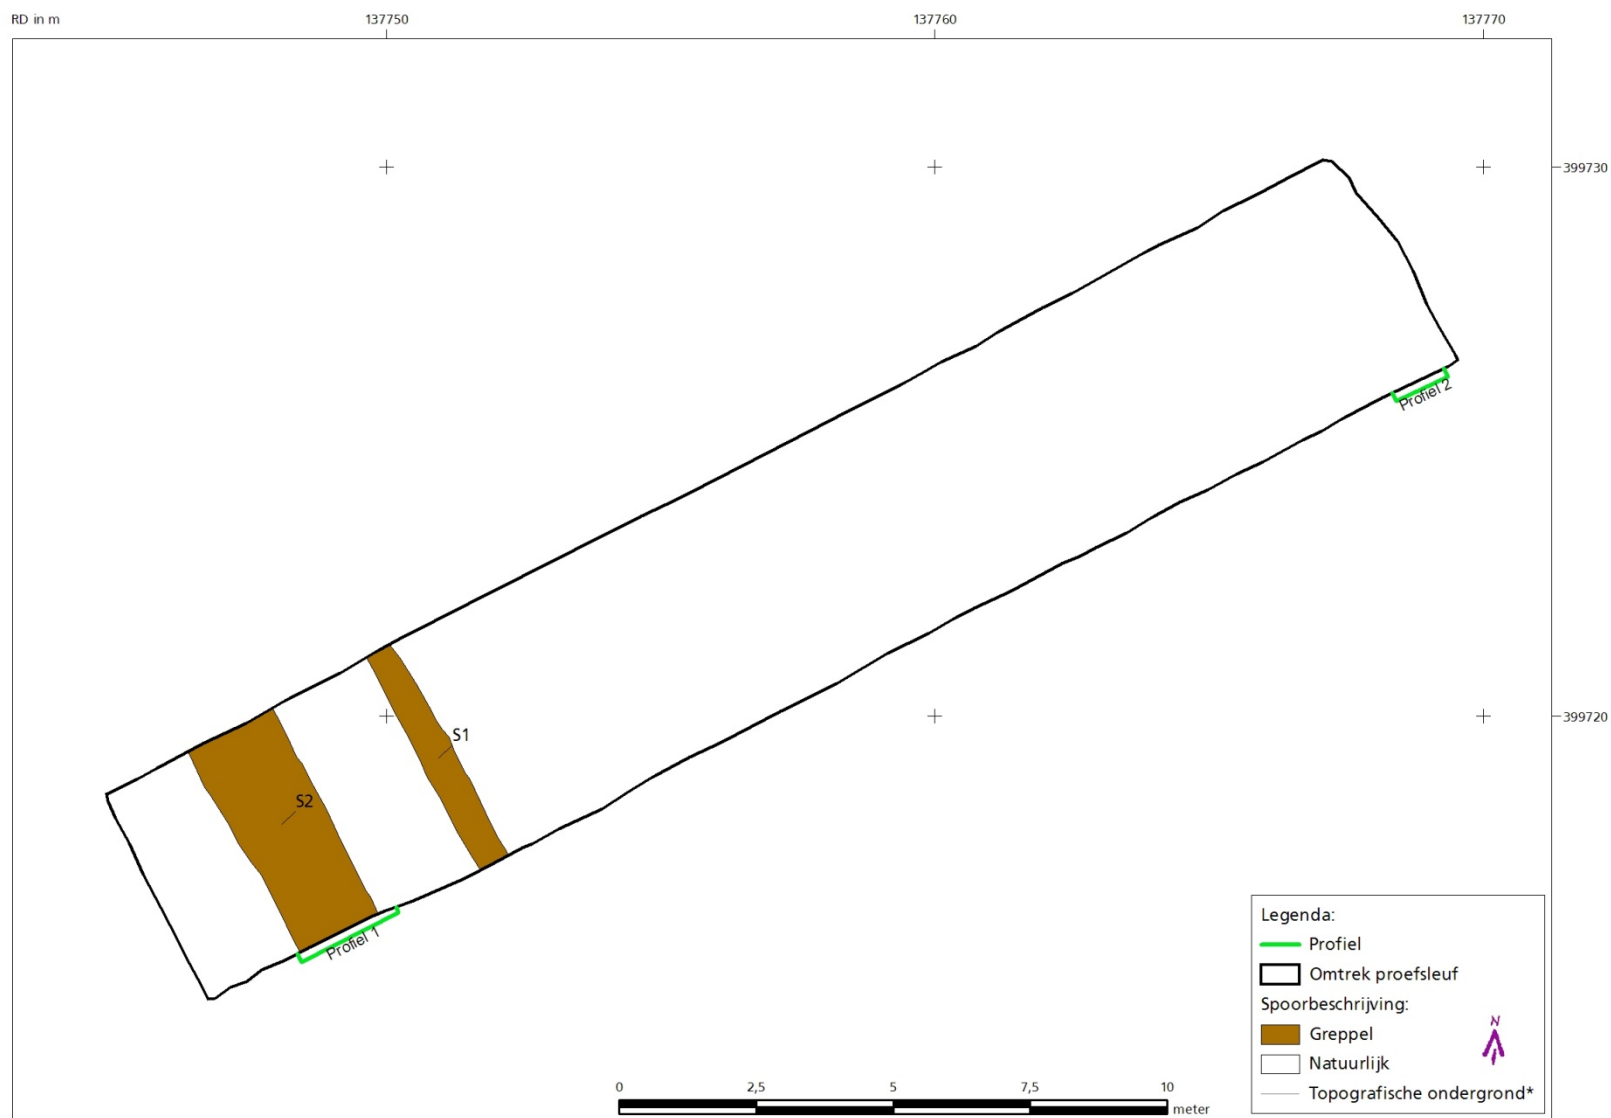 RD in m
137750
137760
137770
399730
Profiel 2
399720
S1
S2
Profiel 1
Legenda:
Profiel
Omtrek proefsleuf
Spoorbeschrijving:
Greppel
N
Natuurlijk
Topografische ondergrond*
0
2,5
5
7,5
10
meter